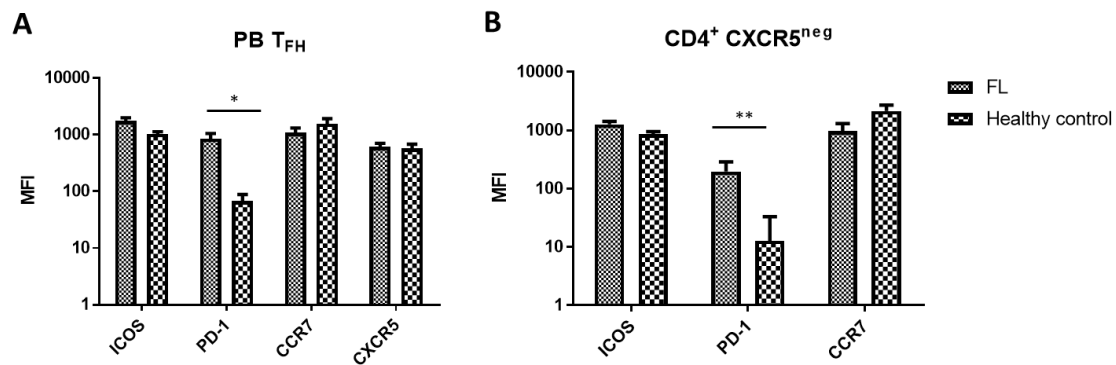 A
PB T_FH
MFI
10000
1000
100
10
1
*
ICOS
PD-1
CCR7
CXCR5
B
CD4⁺ CXCR5ⁿᵉᵍ
MFI
10000
1000
100
10
1
**
ICOS
PD-1
CCR7
FL
Healthy control